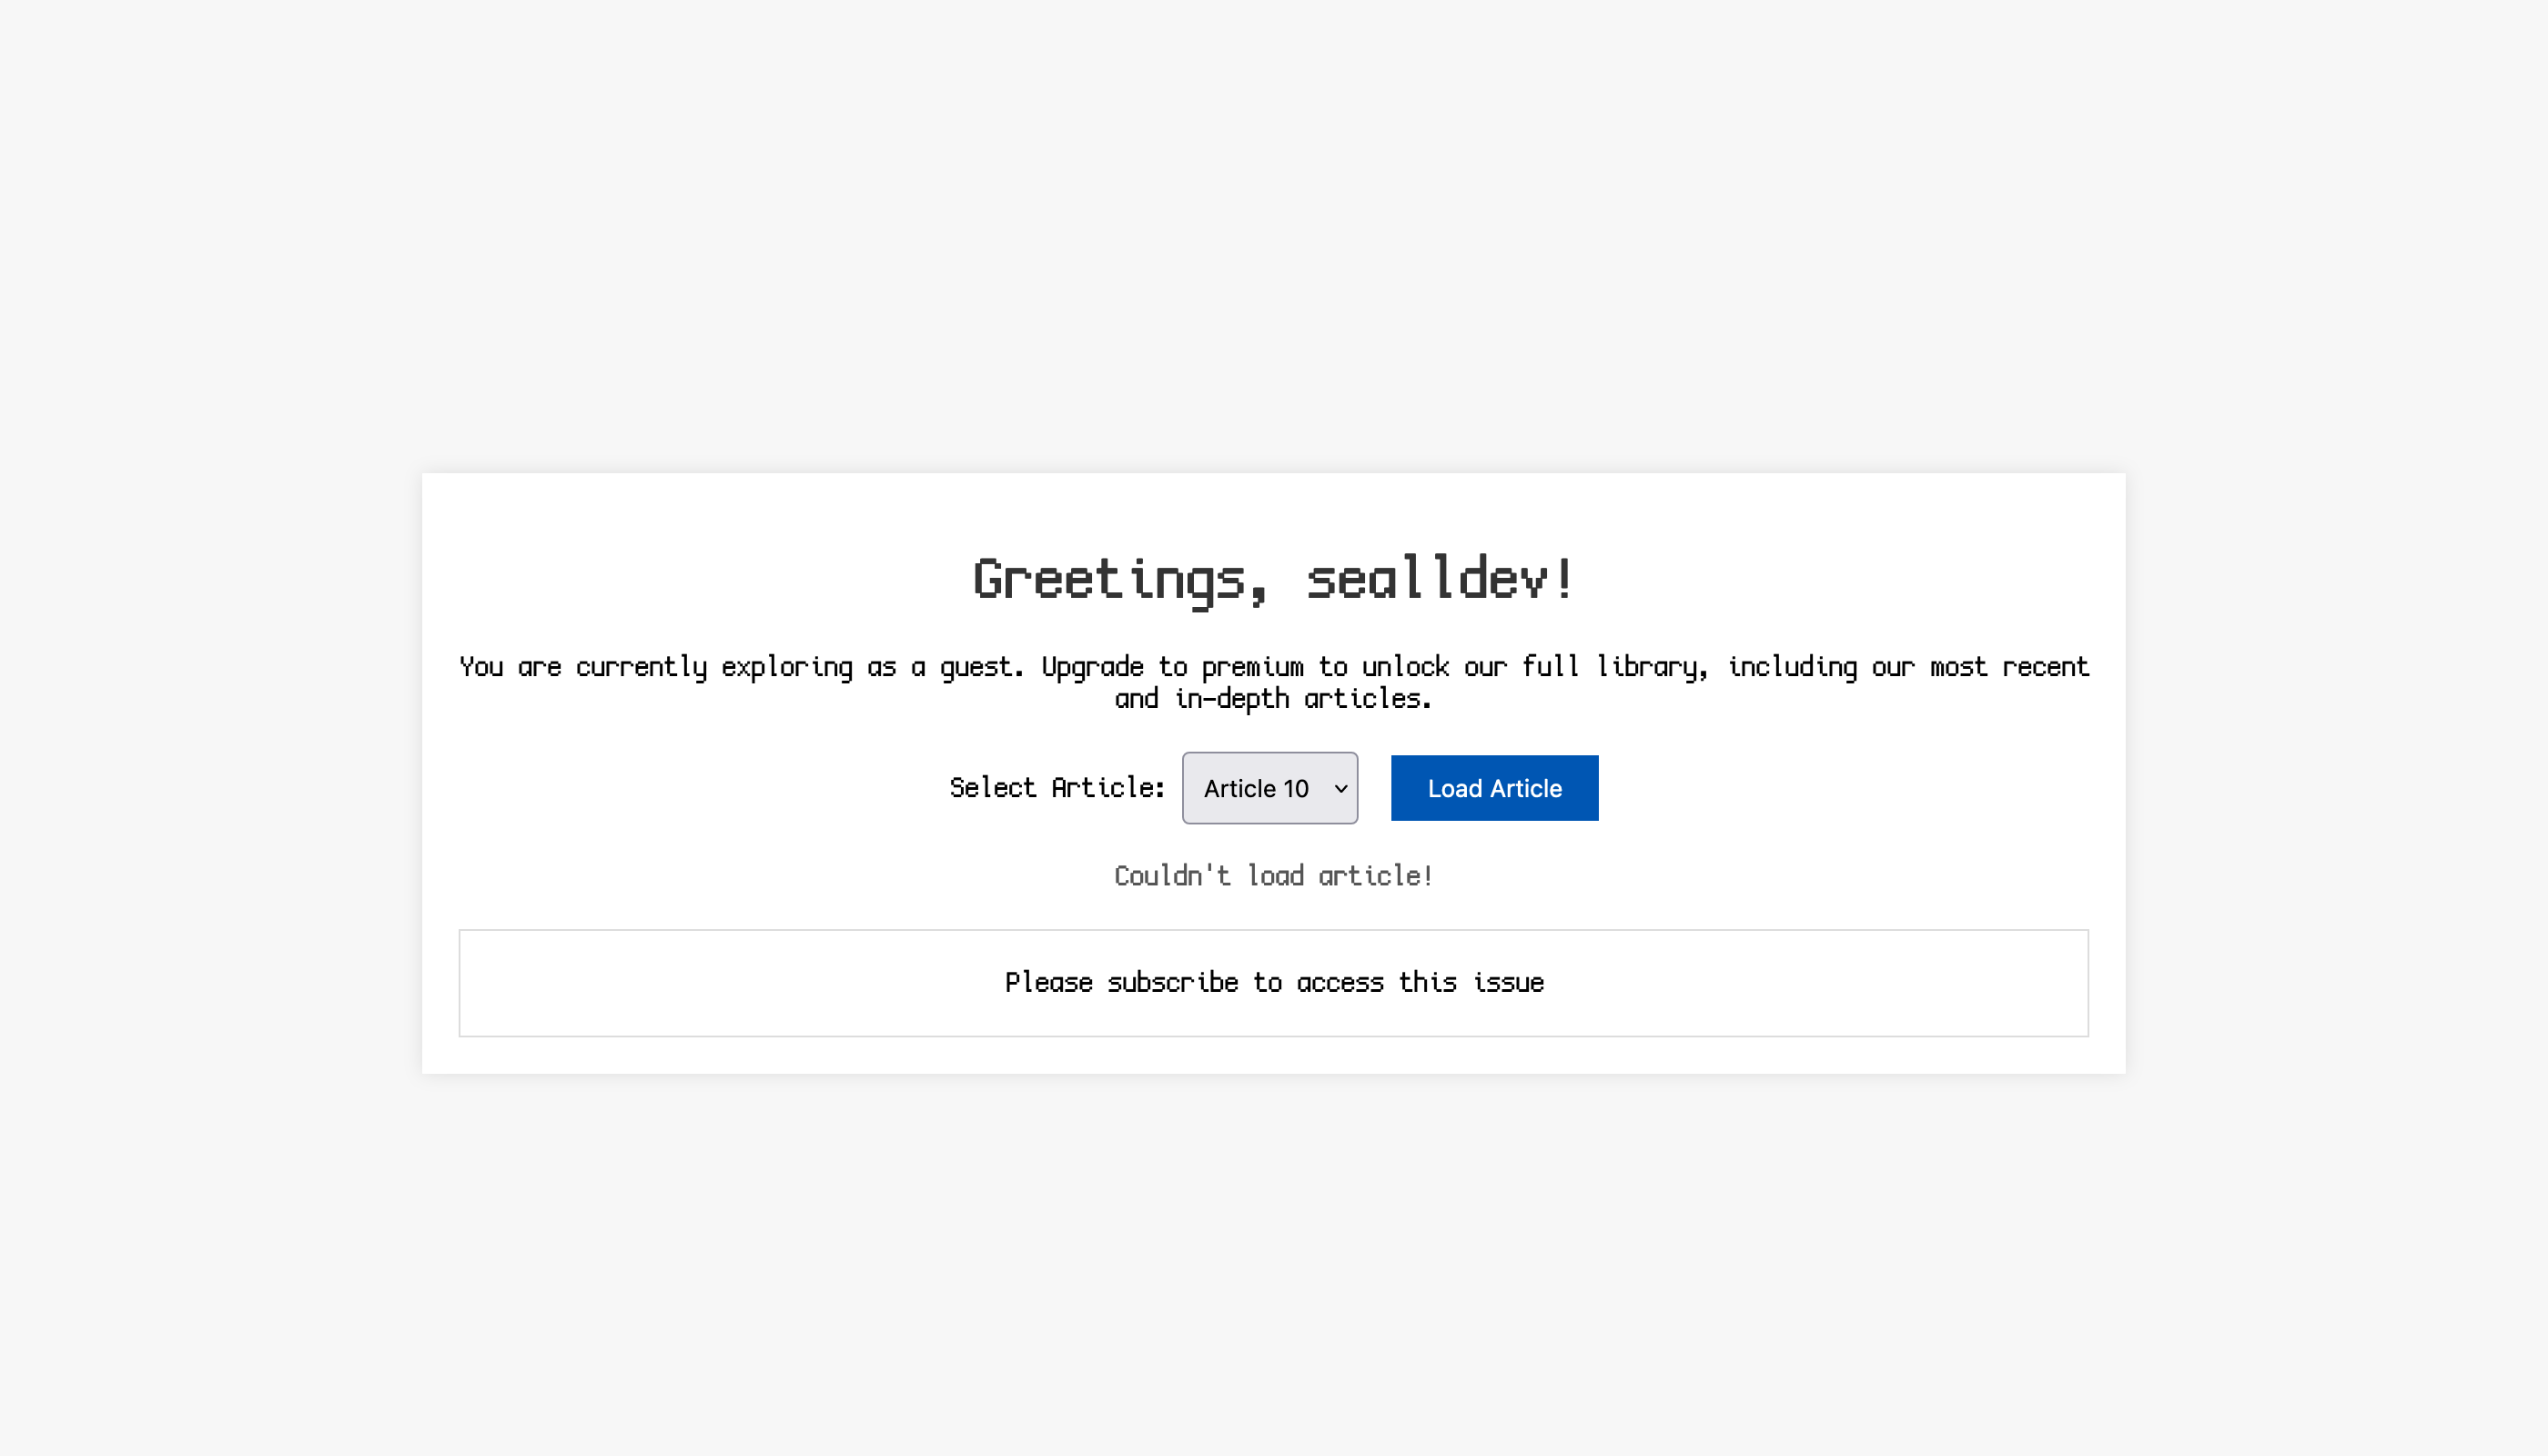 Greetings, sealldev!
You are currently exploring as a guest. Upgrade to premium to unlock our full library, including our most recent
and in-depth articles.
Select Article: Article 10 Load Article
Couldn't load article!
Please subscribe to access this issue